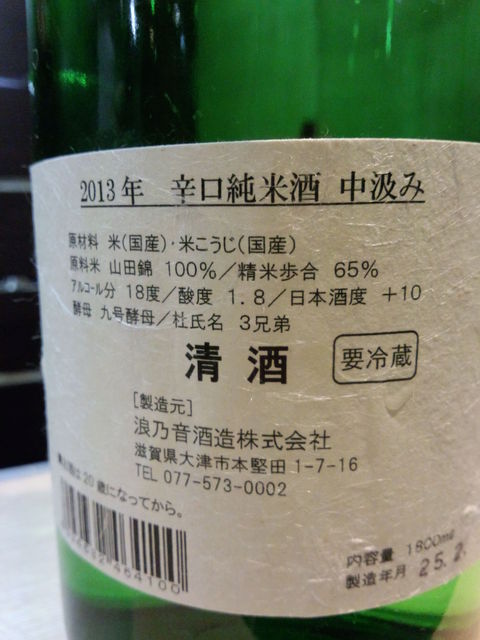 2013年　辛口純米酒 中汲み
原材料 米(国産)・米こうじ(国産)
原料米 山田錦 100%／精米歩合 65%
アルコール分 18度／酸度 1.8／日本酒度 +10
酵母 九号酵母／杜氏名 3兄弟
清酒
要冷蔵
[製造元]
浪乃音酒造株式会社
滋賀県大津市本堅田1-7-16
TEL 077-573-0002
は20歳になってから。
内容量 1800ml
製造年月 25.2.